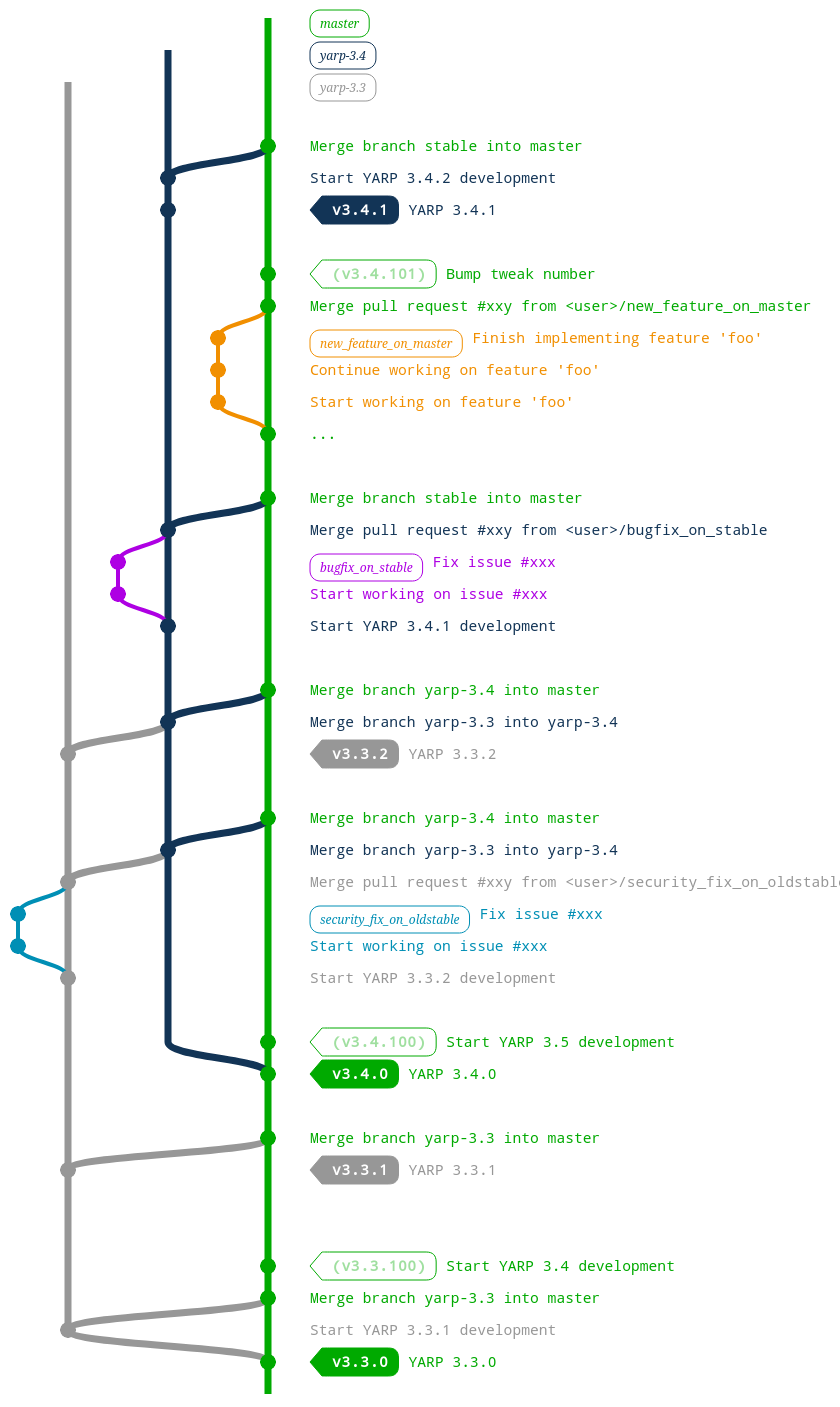 master
yarp-3.4
yarp-3.3
Merge branch stable into master
Start YARP 3.4.2 development
v3.4.1 YARP 3.4.1
(v3.4.101) Bump tweak number
Merge pull request #xxy from <user>/new_feature_on_master
new_feature_on_master Finish implementing feature 'foo'
Continue working on feature 'foo'
Start working on feature 'foo'
...
Merge branch stable into master
Merge pull request #xxy from <user>/bugfix_on_stable
bugfix_on_stable Fix issue #xxx
Start working on issue #xxx
Start YARP 3.4.1 development
Merge branch yarp-3.4 into master
Merge branch yarp-3.3 into yarp-3.4
v3.3.2 YARP 3.3.2
Merge branch yarp-3.4 into master
Merge branch yarp-3.3 into yarp-3.4
Merge pull request #xxy from <user>/security_fix_on_oldstable
security_fix_on_oldstable Fix issue #xxx
Start working on issue #xxx
Start YARP 3.3.2 development
(v3.4.100) Start YARP 3.5 development
v3.4.0 YARP 3.4.0
Merge branch yarp-3.3 into master
v3.3.1 YARP 3.3.1
(v3.3.100) Start YARP 3.4 development
Merge branch yarp-3.3 into master
Start YARP 3.3.1 development
v3.3.0 YARP 3.3.0